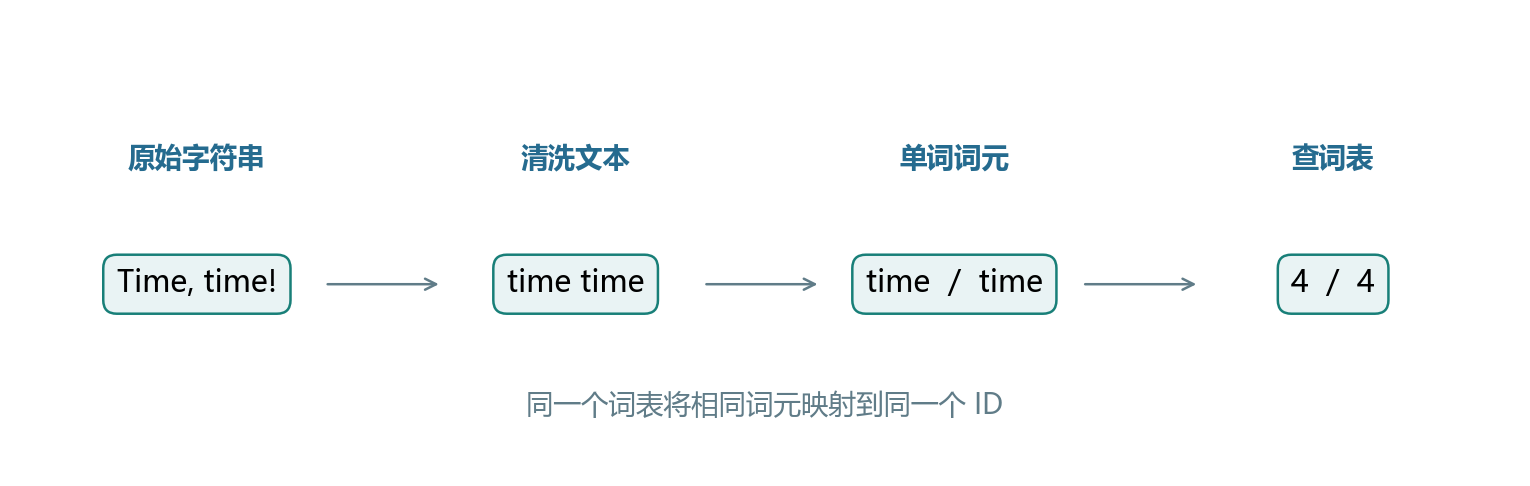 原始字符串 清洗文本 单词词元 查词表
Time, time! time time time / time 4 / 4
同一个词表将相同词元映射到同一个 ID